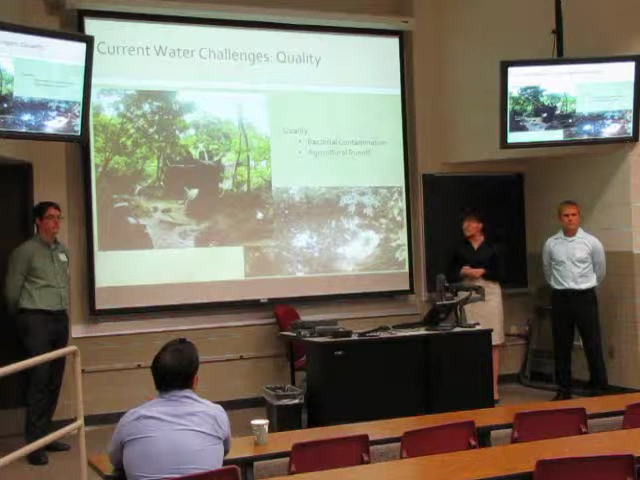 Current Water Challenges: Quality
Quality
• Bacterial Contamination
• Agricultural Runoff